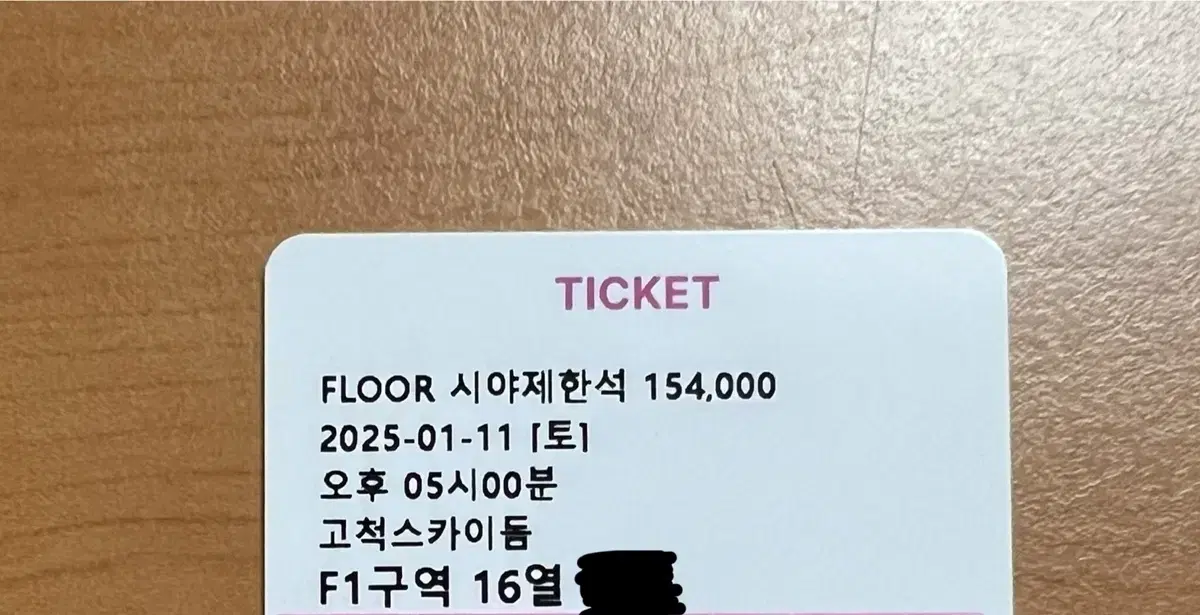 TICKET
FLOOR 시야제한석 154,000
2025-01-11 [토]
오후 05시00분
고척스카이돔
F1구역 16열